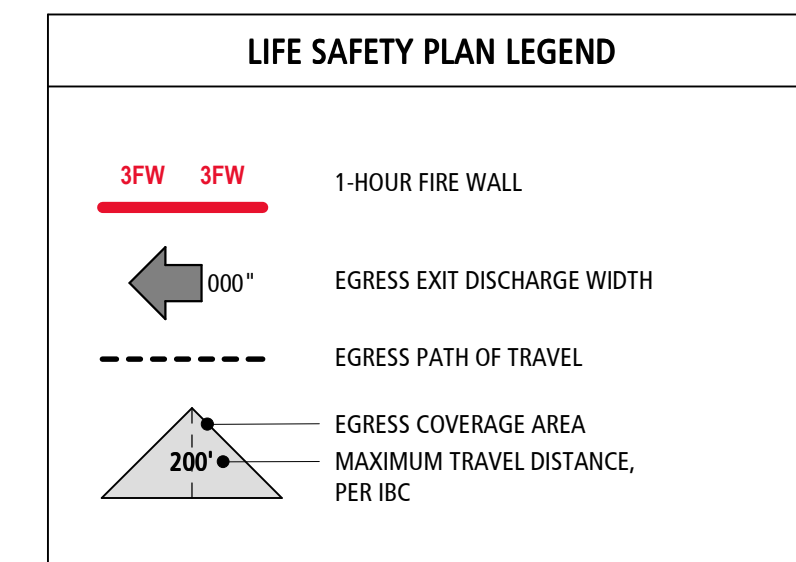 LIFE SAFETY PLAN LEGEND
3FW 3FW 1-HOUR FIRE WALL
000" EGRESS EXIT DISCHARGE WIDTH
EGRESS PATH OF TRAVEL
EGRESS COVERAGE AREA
200' MAXIMUM TRAVEL DISTANCE,
PER IBC